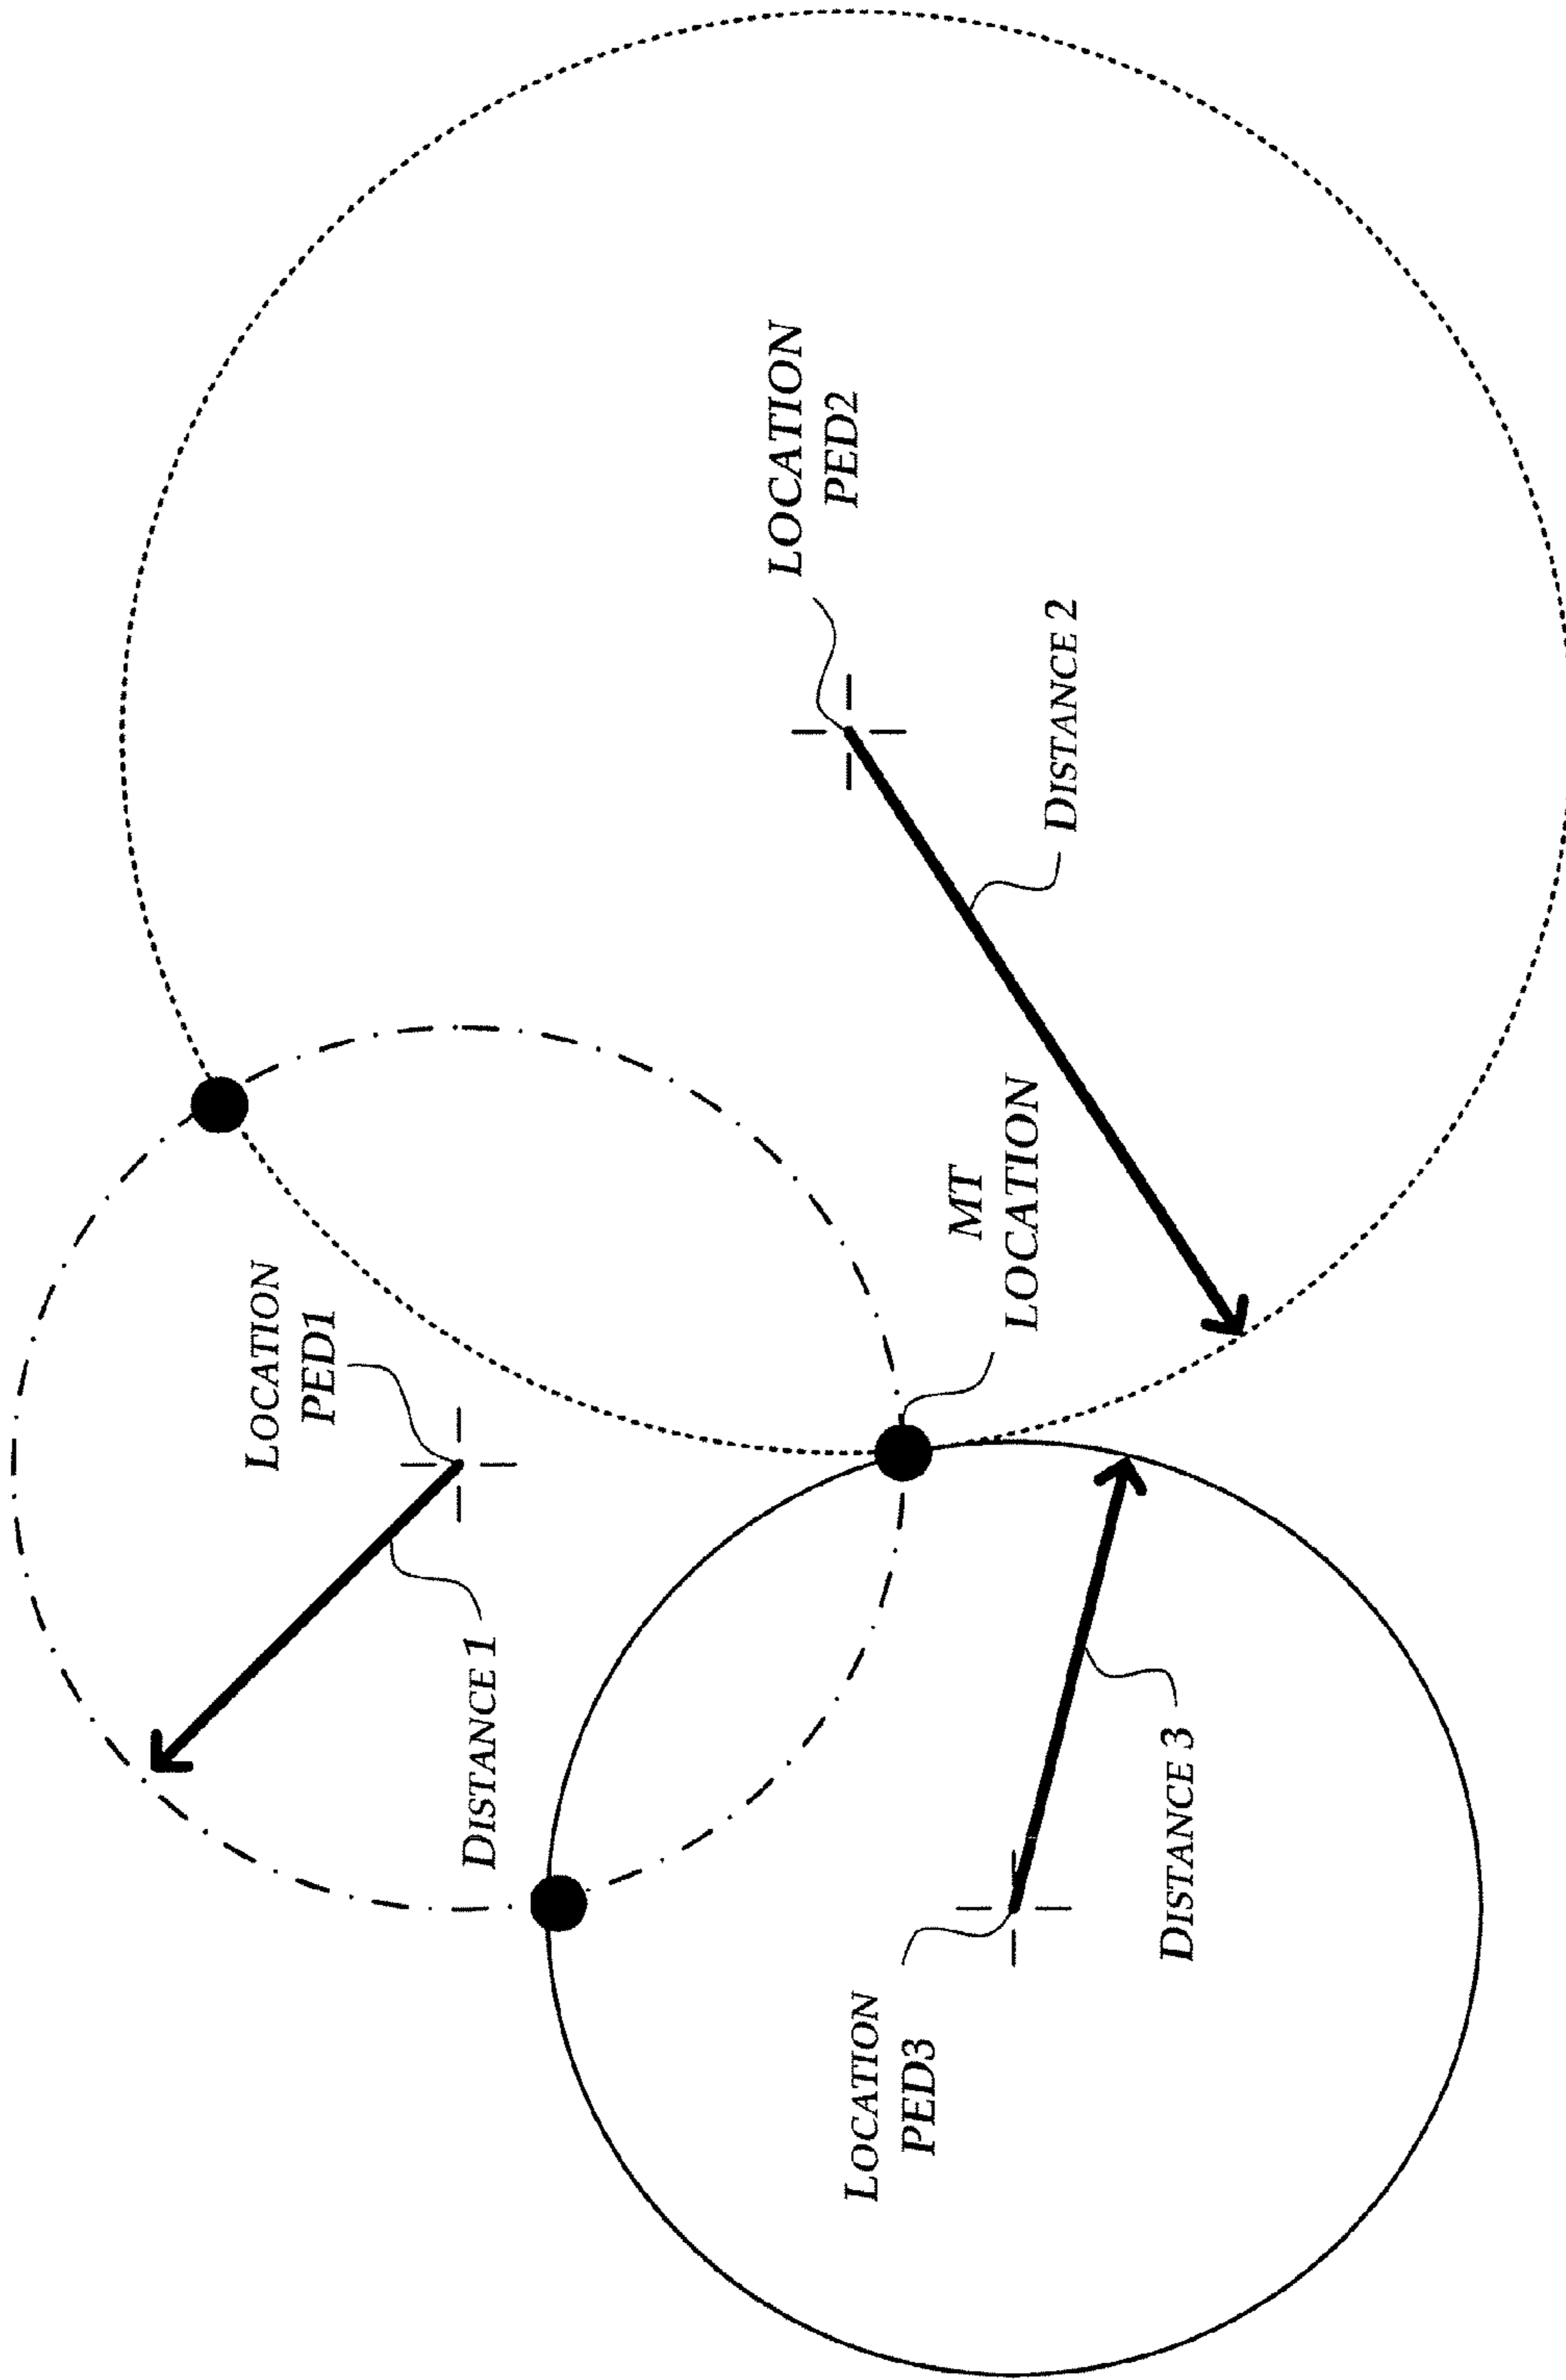 LOCATION
PED1
DISTANCE 1
LOCATION
PED2
DISTANCE 2
MT
LOCATION
LOCATION
PED3
DISTANCE 3